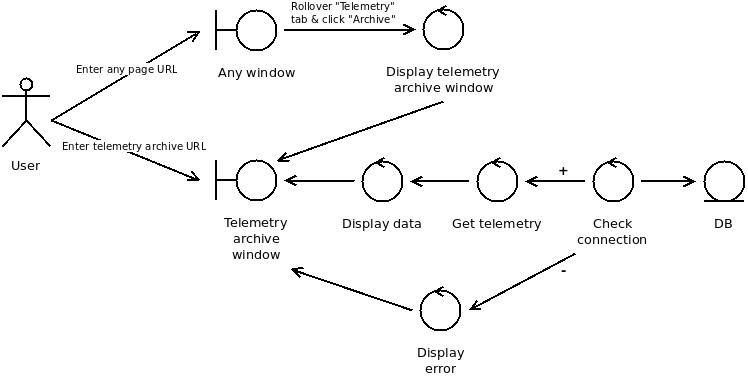 Rollover "Telemetry"
tab & click "Archive"
Enter any page URL
Any window
Display telemetry
archive window
Enter telemetry archive URL
User
+
Telemetry
archive
window
Display data
Get telemetry
Check
connection
DB
-
Display
error